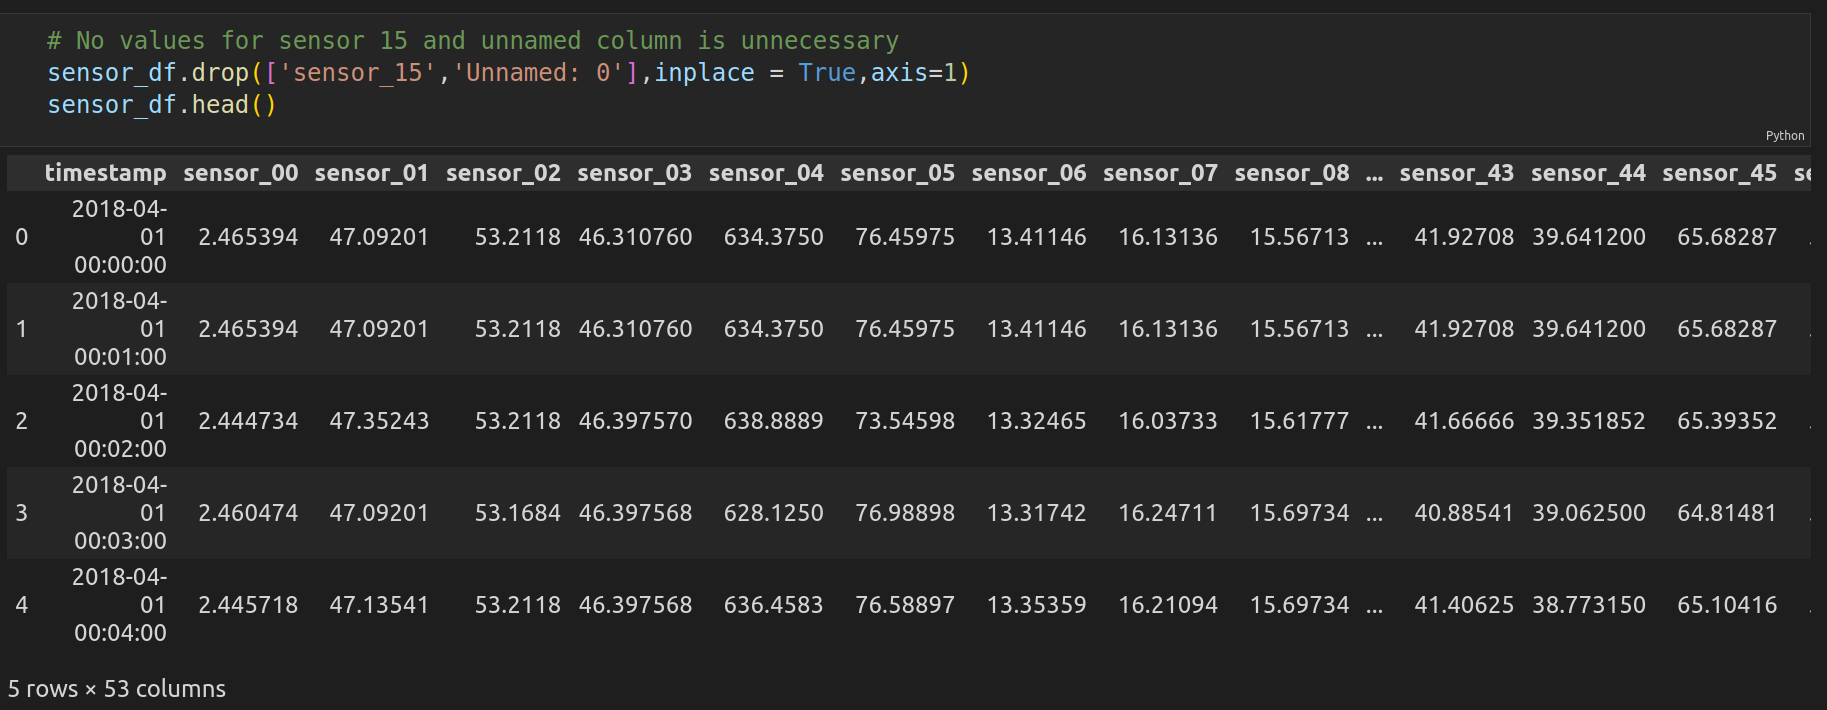 # No values for sensor 15 and unnamed column is unnecessary
sensor_df.drop(['sensor_15','Unnamed: 0'],inplace = True,axis=1)
sensor_df.head()
Python
timestamp sensor_00 sensor_01 sensor_02 sensor_03 sensor_04 sensor_05 sensor_06 sensor_07 sensor_08 ... sensor_43 sensor_44 sensor_45
2018-04-
0 01 2.465394 47.09201 53.2118 46.310760 634.3750 76.45975 13.41146 16.13136 15.56713 ... 41.92708 39.641200 65.68287
00:00:00
2018-04-
1 01 2.465394 47.09201 53.2118 46.310760 634.3750 76.45975 13.41146 16.13136 15.56713 ... 41.92708 39.641200 65.68287
00:01:00
2018-04-
2 01 2.444734 47.35243 53.2118 46.397570 638.8889 73.54598 13.32465 16.03733 15.61777 ... 41.66666 39.351852 65.39352
00:02:00
2018-04-
3 01 2.460474 47.09201 53.1684 46.397568 628.1250 76.98898 13.31742 16.24711 15.69734 ... 40.88541 39.062500 64.81481
00:03:00
2018-04-
4 01 2.445718 47.13541 53.2118 46.397568 636.4583 76.58897 13.35359 16.21094 15.69734 ... 41.40625 38.773150 65.10416
00:04:00
5 rows × 53 columns